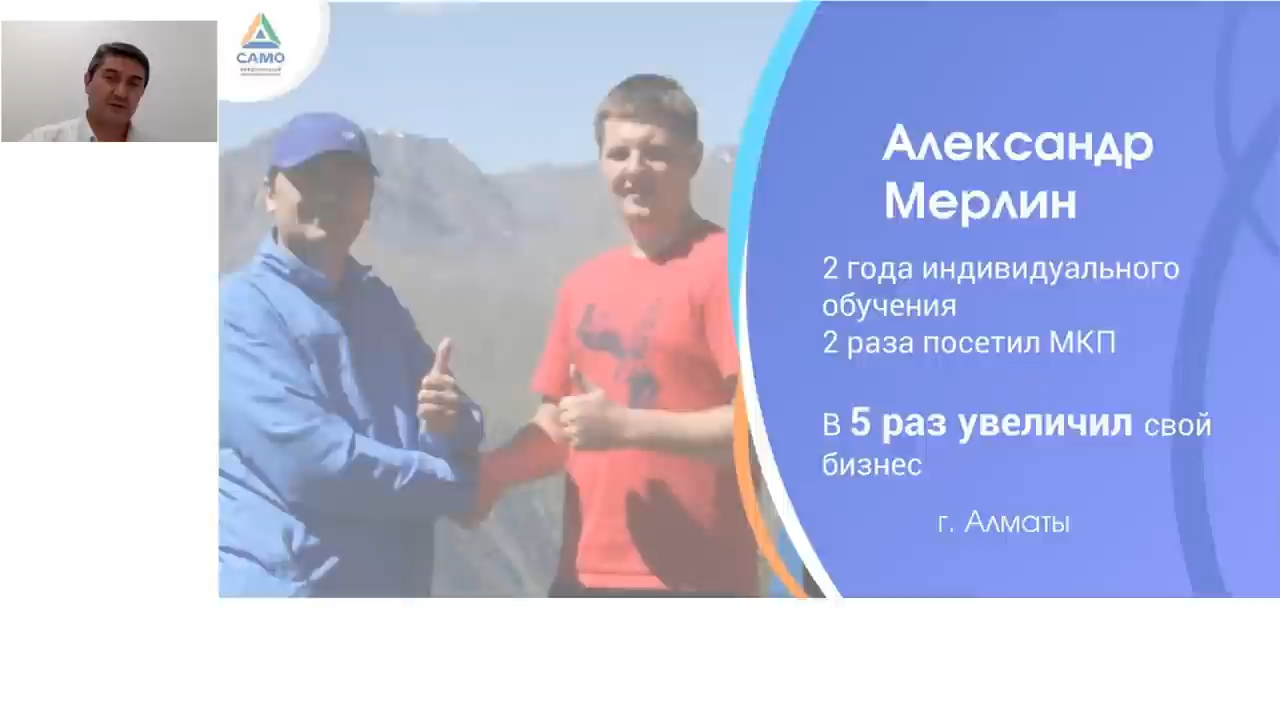 САМО
Александр
Мерлин
2 года индивидуального
обучения
2 раза посетил МКП
В 5 раз увеличил свой
бизнес
г. Алматы